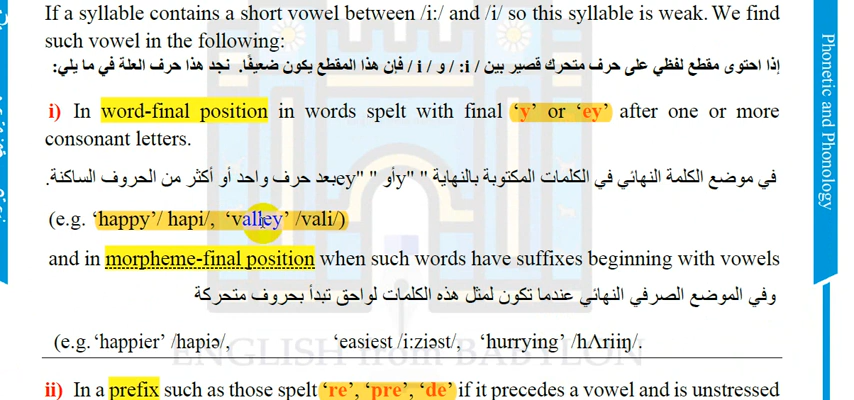 If a syllable contains a short vowel between /i:/ and /i/ so this syllable is weak. We find
such vowel in the following:
إذا احتوى مقطع لفظي على حرف متحرك قصير بين / i: / و / i / فإن هذا المقطع يكون ضعيفًا. نجد هذا حرف العلة في ما يلي:
i) In word-final position in words spelt with final ‘y’ or ‘ey’ after one or more
consonant letters.
في موضع الكلمة النهائي في الكلمات المكتوبة بالنهاية " y"أو " "eyبعد حرف واحد أو أكثر من الحروف الساكنة.
(e.g. ‘happy’/ hapi/, ‘valley’ /vali/)
and in morpheme-final position when such words have suffixes beginning with vowels
وفي الموضع الصرفي النهائي عندما تكون لمثل هذه الكلمات لواحق تبدأ بحروف متحركة
(e.g. ‘happier’ /hapiə/, ‘easiest /i:ziəst/, ‘hurrying’ /hΛriiŋ/.
ENGLISH from BABYLON
ii) In a prefix such as those spelt ‘re’, ‘pre’, ‘de’ if it precedes a vowel and is unstressed
Phonetic and Phonology